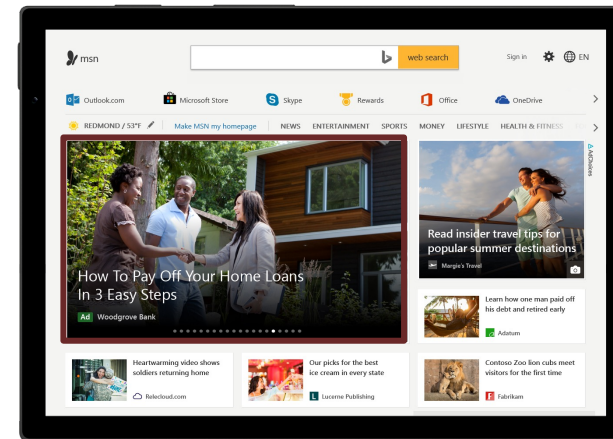 msn
web search
Sign in
EN
Outlook.com
Microsoft Store
Skype
Rewards
Office
OneDrive
REDMOND / 53°F
Make MSN my homepage
NEWS
ENTERTAINMENT
SPORTS
MONEY
LIFESTYLE
HEALTH & FITNESS
AdChoices
How To Pay Off Your Home Loans
In 3 Easy Steps
Ad Woodgrove Bank
Read insider travel tips for
popular summer destinations
Margie's Travel
Learn how one man paid off
his debt and retired early
Adatum
Heartwarming video shows
soldiers returning home
Relecloud.com
Our picks for the best
ice cream in every state
L Lucerne Publishing
Contoso Zoo lion cubs meet
visitors for the first time
F Fabrikam